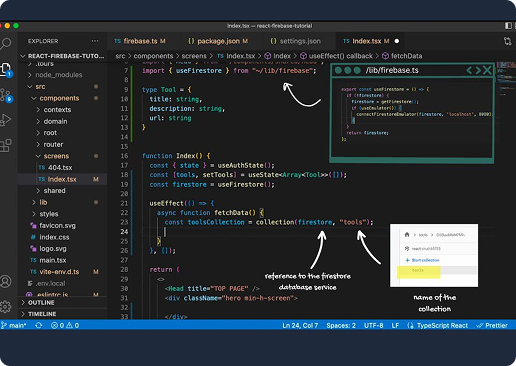 Index.tsx — react-firebase-tutorial
EXPLORER
REACT-FIREBASE-TUTO...
.tours
node_modules
src
components
contexts
domain
root
router
screens
404.tsx
Index.tsx
shared
lib
styles
favicon.svg
index.css
logo.svg
main.tsx
vite-env.d.ts
.env.local
.eslintrc.js
OUTLINE
TIMELINE
firebase.ts
package.json
settings.json
Index.tsx
src > components > screens > Index.tsx > Index > useEffect() callback > fetchData
7 import { useFirestore } from "~/lib/firebase";
8
9 type Tool = {
10 title: string,
11 description: string,
12 url: string
13 }
14
15
16 function Index() {
17 const { state } = useAuthState();
18 const [tools, setTools] = useState<Array<Tool>>([]);
19 const firestore = useFirestore();
20
21 useEffect(() => {
22 async function fetchData() {
23 const toolsCollection = collection(firestore, "tools");
24
25 }
26 }, []);
27
28 return (
29 <>
30 <Head title="TOP PAGE" />
31 <div className="hero min-h-screen">
32
33 </div>
/lib/firebase.ts
export const useFirestore = () => {
if (!firestore) {
firestore = getFirestore();
if (useEmulator()) {
connectFirestoreEmulator(firestore, 'localhost', 8080);
}
}
return firestore;
};
reference to the firestore
database service
+ Start collection
tools
name of the
collection
main*
0
0
Ln 24, Col 7
Spaces: 2
UTF-8
LF
TypeScript React
Prettier